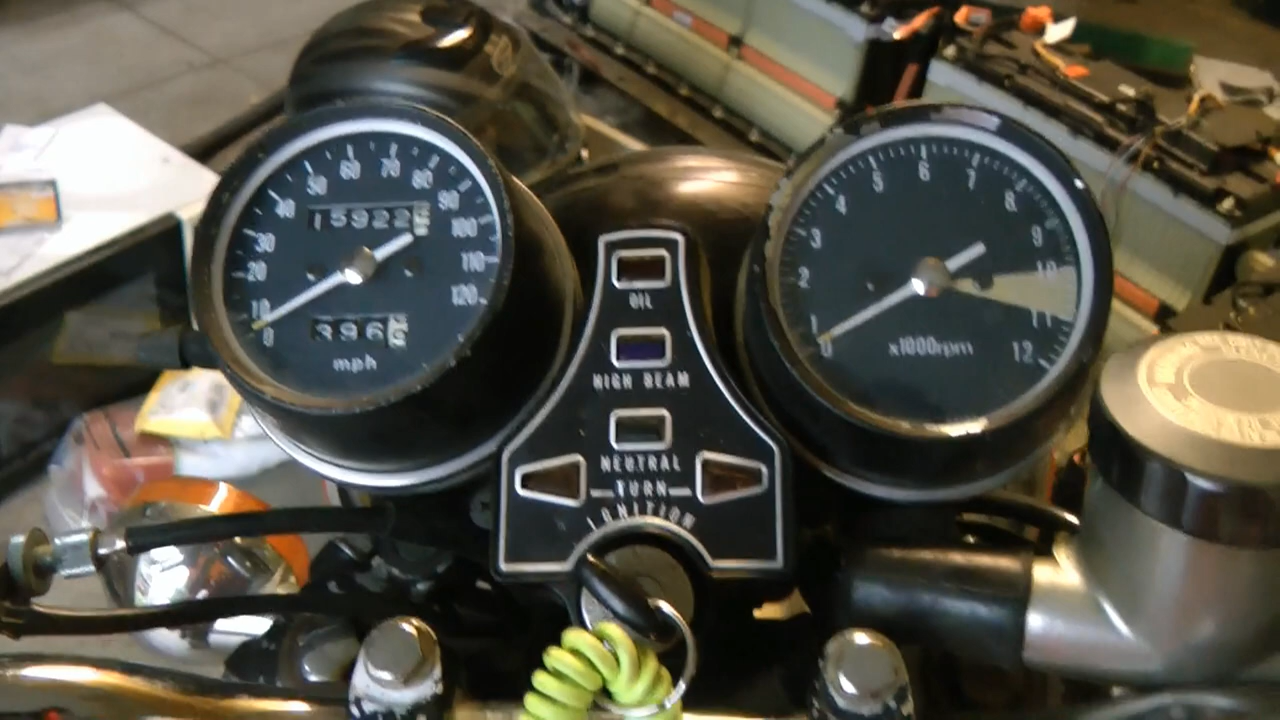 10 20 30 40 50 60 70 80 90 100 110 120
0
15922
396
mph
0 1 2 3 4 5 6 7 8 9 10 11 12
x1000rpm
OIL
HIGH BEAM
NEUTRAL
TURN
IGNITION